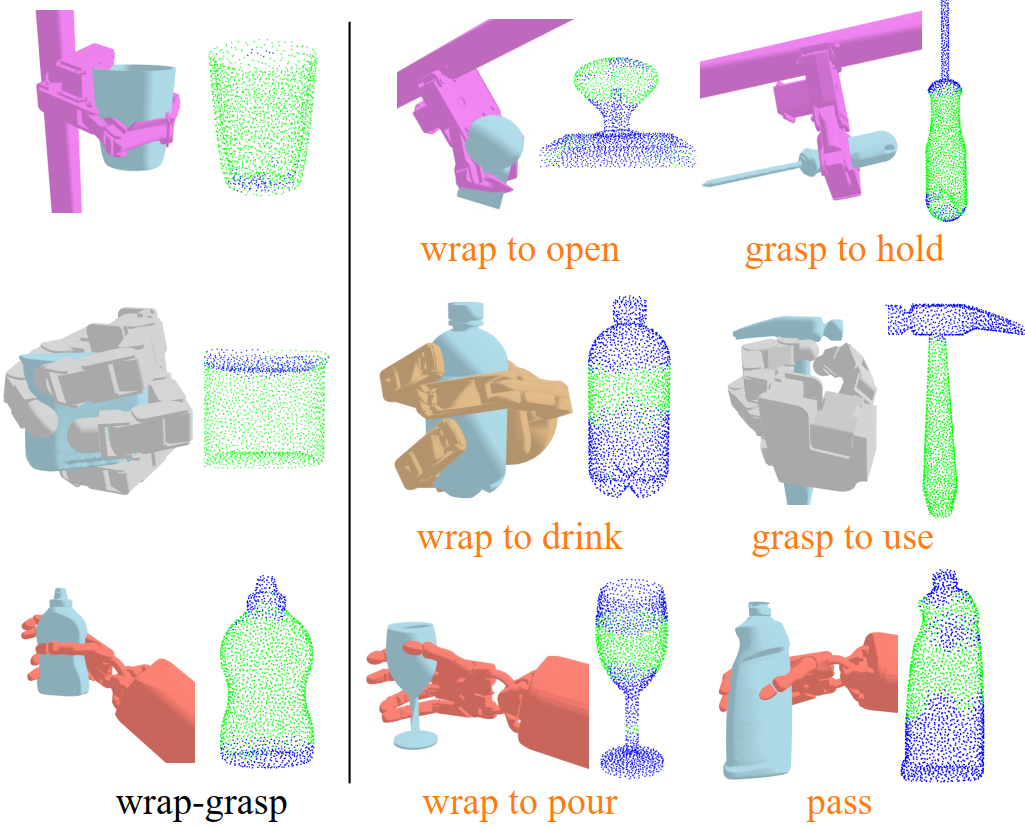 wrap to open
grasp to hold
wrap to drink
grasp to use
wrap-grasp
wrap to pour
pass